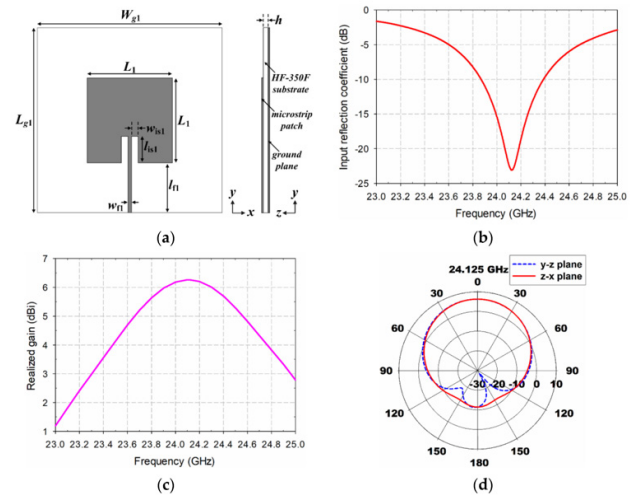 W_g1
h
L_1
HF-350F
substrate
L_g1
w_is1
L_1
l_is1
microstrip
patch
ground
plane
l_f1
w_f1
y
y
x
z
(a)
0
-5
-10
-15
-20
-25
Input reflection coefficient (dB)
23.0 23.2 23.4 23.6 23.8 24.0 24.2 24.4 24.6 24.8 25.0
Frequency (GHz)
(b)
7
6
5
4
3
2
1
Realized gain (dBi)
23.0 23.2 23.4 23.6 23.8 24.0 24.2 24.4 24.6 24.8 25.0
Frequency (GHz)
(c)
y-z plane
z-x plane
24.125 GHz
0
30 30
60 60
90 -30 -20 -10 0 10 90
120 120
150 150
180
(d)